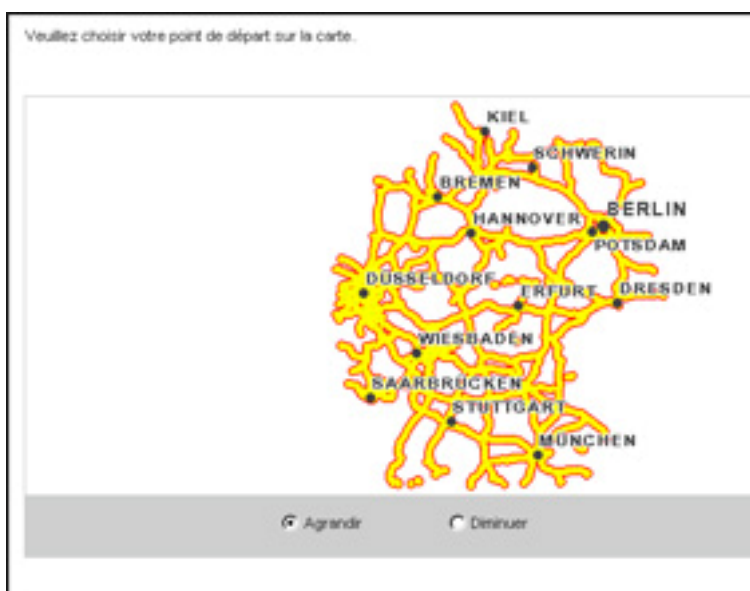 Veuillez choisir votre point de départ sur la carte.
KIEL
SCHWERIN
BREMEN
BERLIN
HANNOVER
POTSDAM
DÜSSELDORF
ERFURT
DRESDEN
WIESBADEN
SAARBRÜCKEN
STUTTGART
MÜNCHEN
Agrandir Diminuer